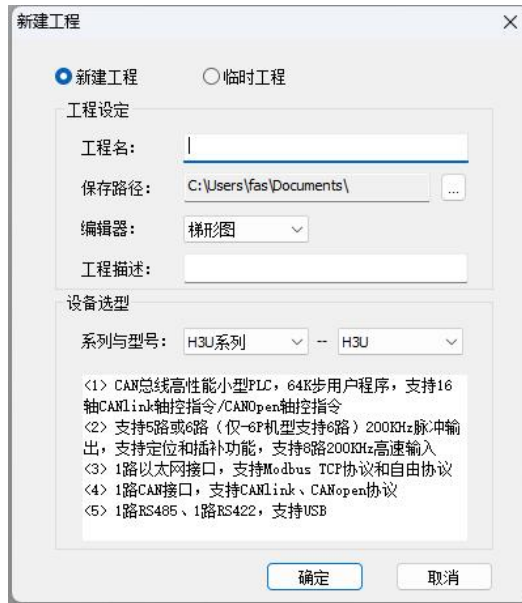 新建工程
新建工程 临时工程
工程设定
工程名：
保存路径： C:\Users\fas\Documents\ ...
编辑器： 梯形图
工程描述：
设备选型
系列与型号： H3U系列 -- H3U
<1> CAN总线高性能小型PLC，64K步用户程序，支持16
轴CANlink轴控指令/CANOpen轴控指令
<2> 支持5路或6路（仅-6P机型支持6路）200KHz脉冲输
出，支持定位和插补功能，支持8路200KHz高速输入
<3> 1路以太网接口，支持Modbus TCP协议和自由协议
<4> 1路CAN接口，支持CANlink、CANopen协议
<5> 1路RS485、1路RS422，支持USB
确定 取消